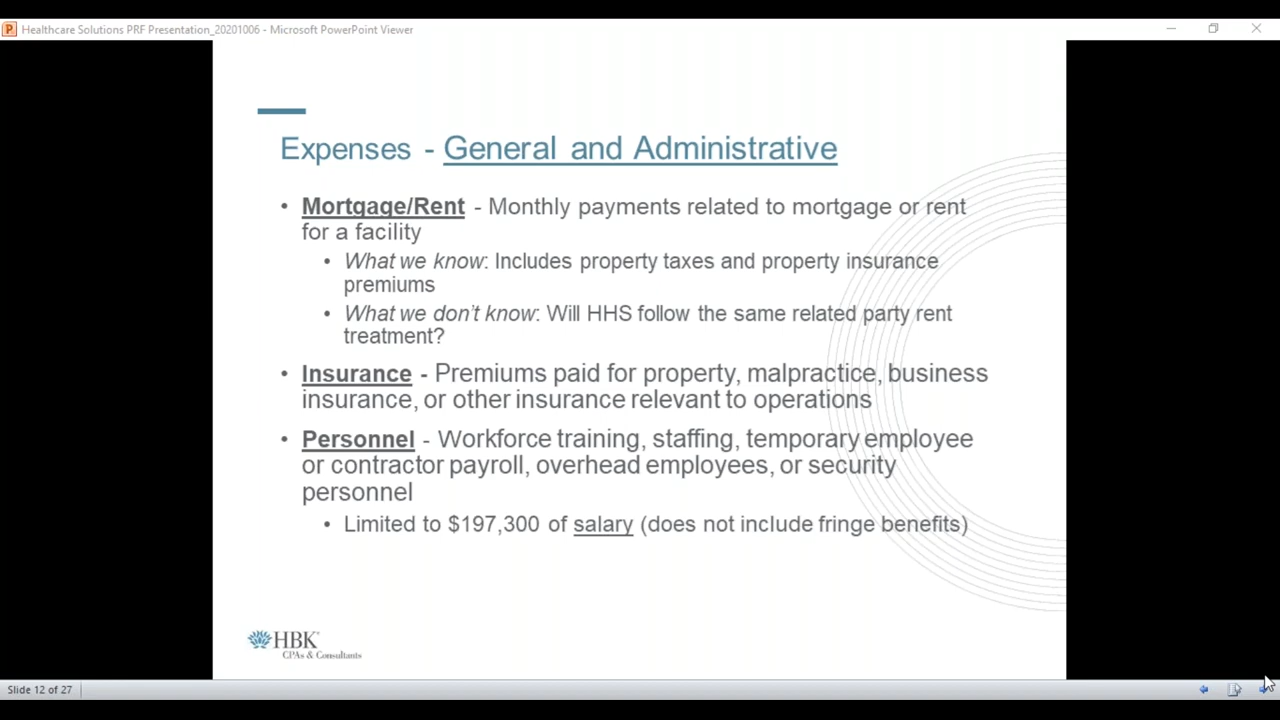 Healthcare Solutions PRF Presentation_20201006 - Microsoft PowerPoint Viewer
Expenses - General and Administrative
• Mortgage/Rent - Monthly payments related to mortgage or rent
for a facility
• What we know: Includes property taxes and property insurance
premiums
• What we don't know: Will HHS follow the same related party rent
treatment?
• Insurance - Premiums paid for property, malpractice, business
insurance, or other insurance relevant to operations
• Personnel - Workforce training, staffing, temporary employee
or contractor payroll, overhead employees, or security
personnel
• Limited to $197,300 of salary (does not include fringe benefits)
HBK
CPAs & Consultants
Slide 12 of 27